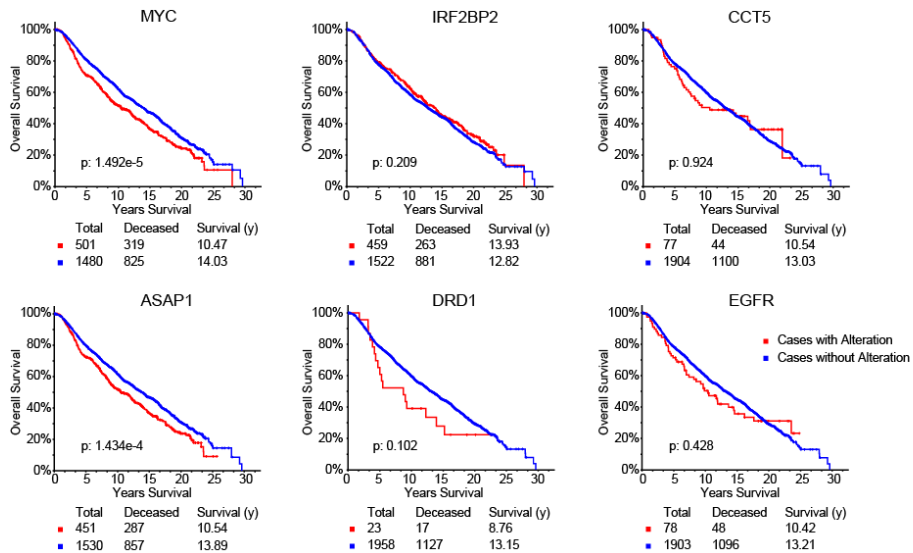 MYC
Overall Survival
100%
80%
60%
40%
20%
0%
p: 1.492e-5
0 5 10 15 20 25 30
Years Survival
Total Deceased Survival (y)
501 319 10.47
1480 825 14.03
IRF2BP2
Overall Survival
100%
80%
60%
40%
20%
0%
p: 0.209
0 5 10 15 20 25 30
Years Survival
Total Deceased Survival (y)
459 263 13.93
1522 881 12.82
CCT5
Overall Survival
100%
80%
60%
40%
20%
0%
p: 0.924
0 5 10 15 20 25 30
Years Survival
Total Deceased Survival (y)
77 44 10.54
1904 1100 13.03
ASAP1
Overall Survival
100%
80%
60%
40%
20%
0%
p: 1.434e-4
0 5 10 15 20 25 30
Years Survival
Total Deceased Survival (y)
451 287 10.54
1530 857 13.89
DRD1
Overall Survival
100%
80%
60%
40%
20%
0%
p: 0.102
0 5 10 15 20 25 30
Years Survival
Total Deceased Survival (y)
23 17 8.76
1958 1127 13.15
EGFR
Overall Survival
100%
80%
60%
40%
20%
0%
Cases with Alteration
Cases without Alteration
p: 0.428
0 5 10 15 20 25 30
Years Survival
Total Deceased Survival (y)
78 48 10.42
1903 1096 13.21